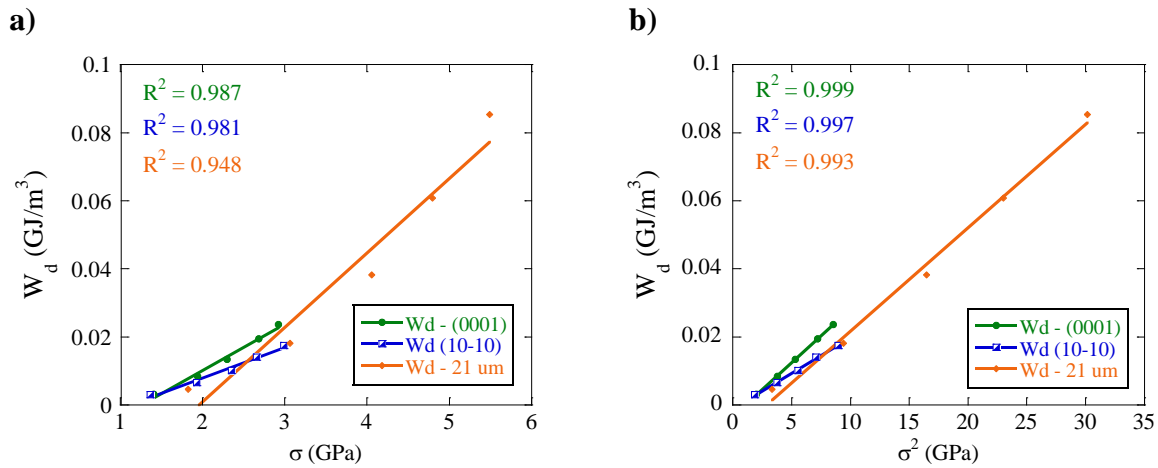 a)
R² = 0.987
R² = 0.981
R² = 0.948
W_d (GJ/m³)
0.1
0.08
0.06
0.04
0.02
0
1 2 3 4 5 6
σ (GPa)
Wd - (0001)
Wd (10-10)
Wd - 21 um
b)
R² = 0.999
R² = 0.997
R² = 0.993
W_d (GJ/m³)
0.1
0.08
0.06
0.04
0.02
0
0 5 10 15 20 25 30 35
σ² (GPa)
Wd - (0001)
Wd (10-10)
Wd - 21 um